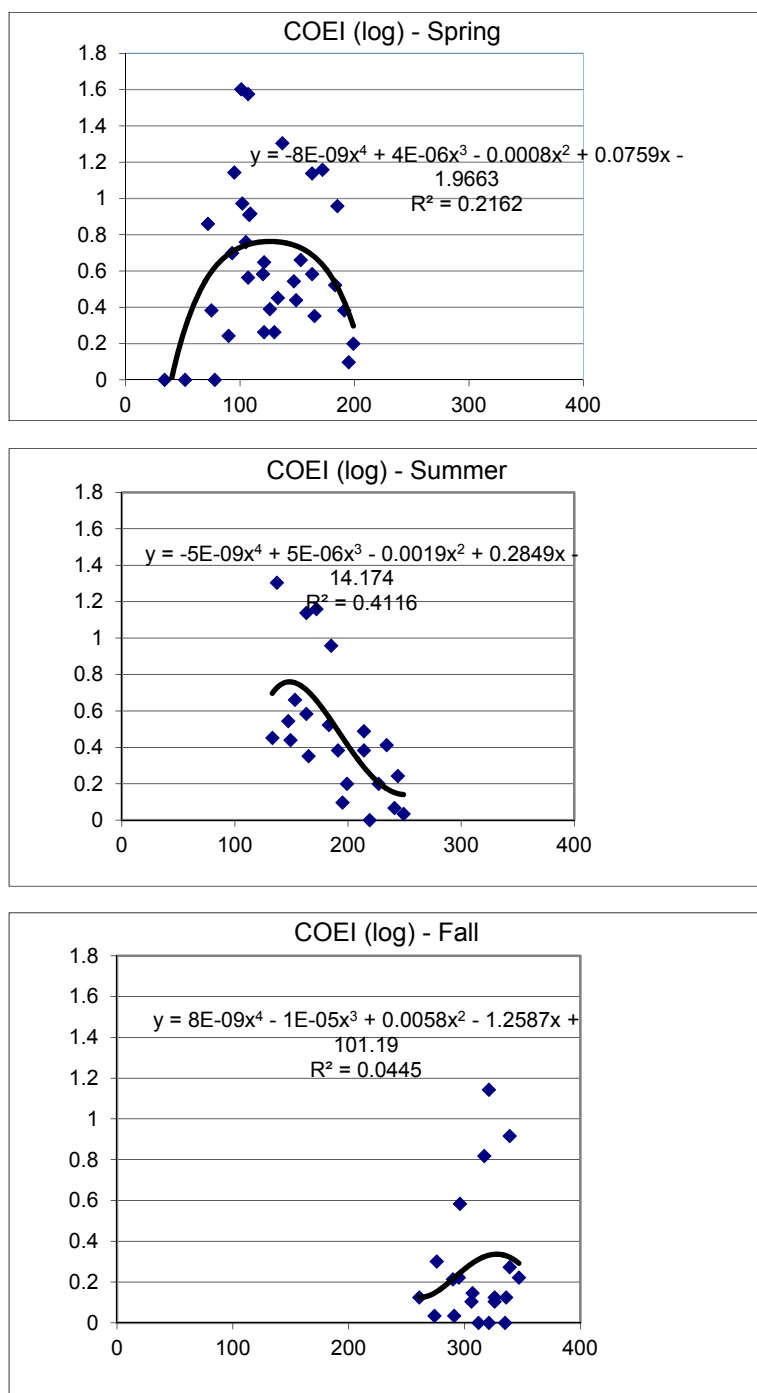 COEI (log) - Spring
1.8
1.6
1.4
1.2
y = -8E-09x⁴ + 4E-06x³ - 0.0008x² + 0.0759x -
1.9663
R² = 0.2162
1
0.8
0.6
0.4
0.2
0
0 100 200 300 400
COEI (log) - Summer
1.8
1.6
1.4
y = -5E-09x⁴ + 5E-06x³ - 0.0019x² + 0.2849x -
14.174
R² = 0.4116
1.2
1
0.8
0.6
0.4
0.2
0
0 100 200 300 400
COEI (log) - Fall
1.8
1.6
1.4
y = 8E-09x⁴ - 1E-05x³ + 0.0058x² - 1.2587x +
101.19
R² = 0.0445
1.2
1
0.8
0.6
0.4
0.2
0
0 100 200 300 400